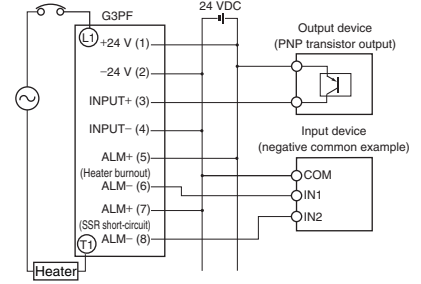 24 VDC
G3PF
L1
+24 V (1)
−24 V (2)
INPUT+ (3)
INPUT− (4)
ALM+ (5)
(Heater burnout)
ALM− (6)
ALM+ (7)
(SSR short-circuit)
ALM− (8)
T1
Heater
Output device
(PNP transistor output)
Input device
(negative common example)
COM
IN1
IN2